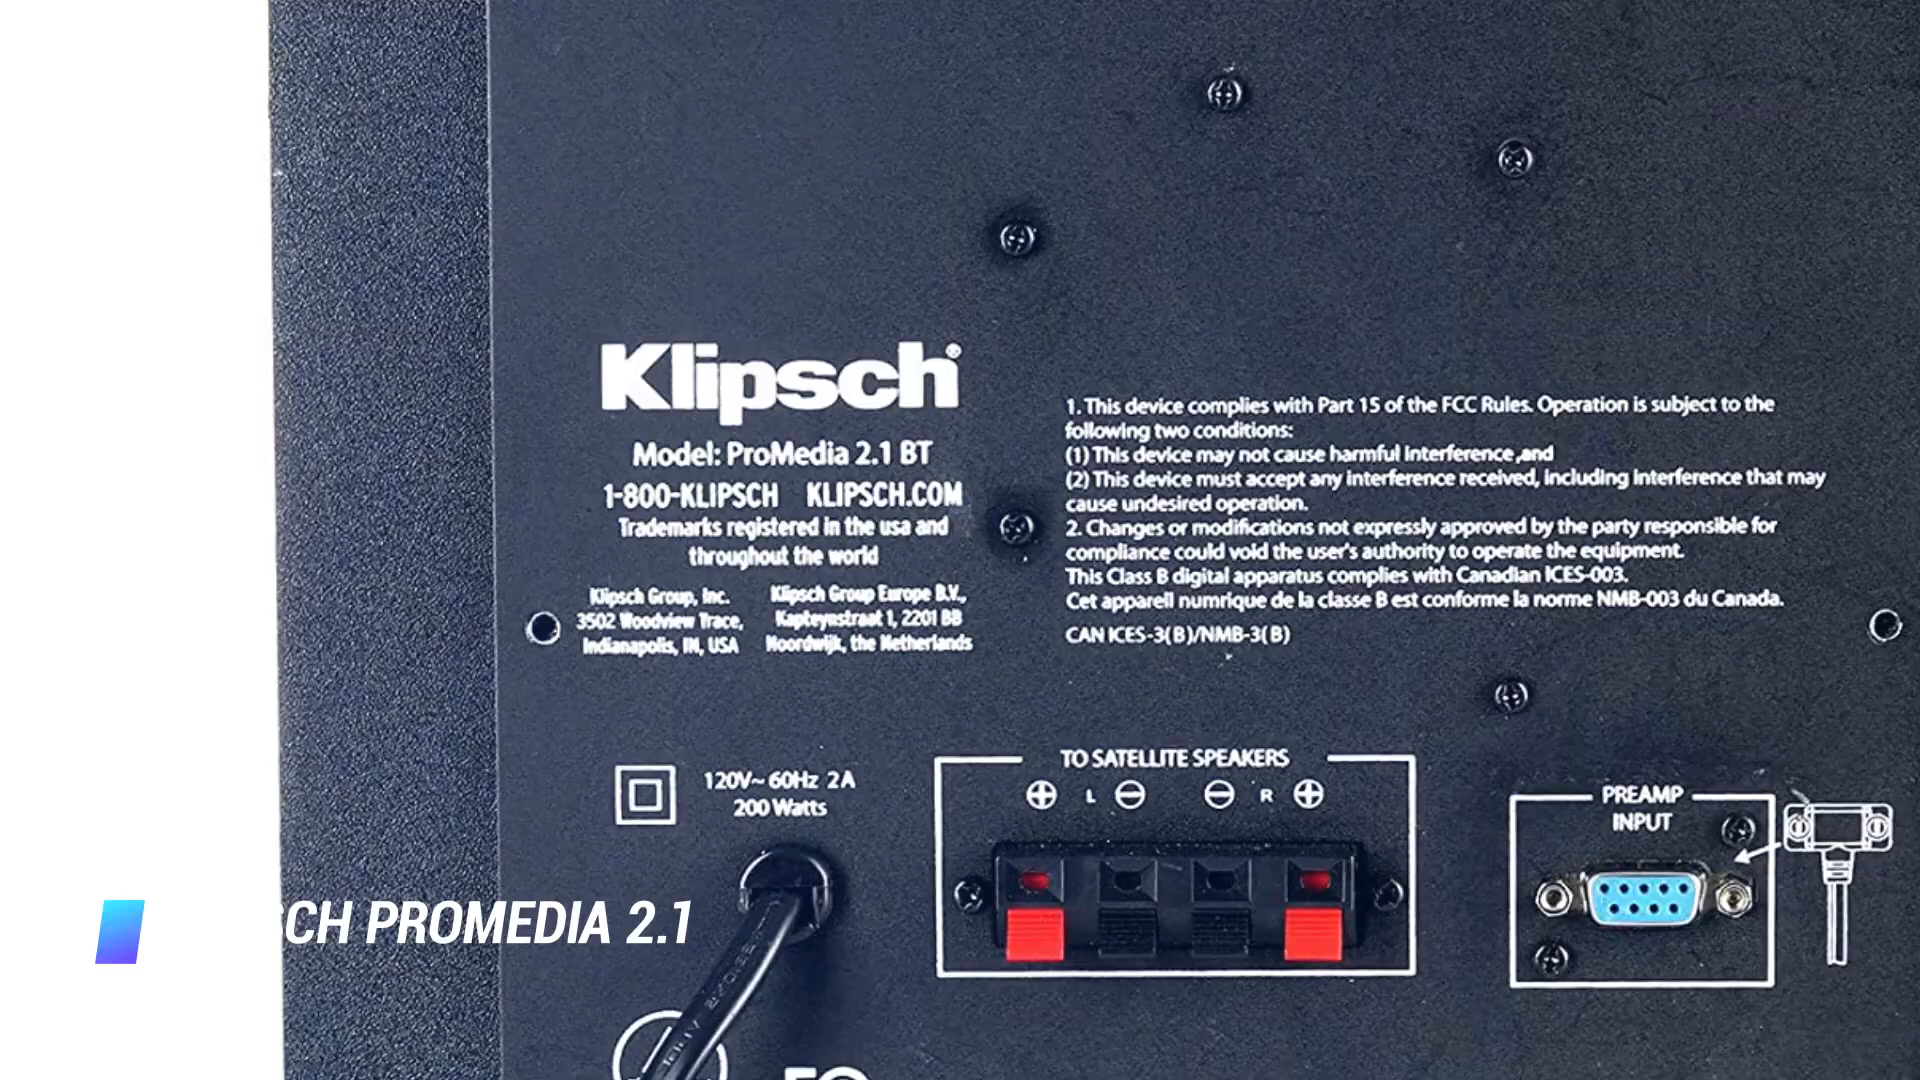 Klipsch®
Model: ProMedia 2.1 BT
1-800-KLIPSCH KLIPSCH.COM
Trademarks registered in the usa and
throughout the world
Klipsch Group, Inc.
3502 Woodview Trace,
Indianapolis, IN, USA
Klipsch Group Europe B.V.,
Kapteynstraat 1, 2201 BB
Noordwijk, the Netherlands
1. This device complies with Part 15 of the FCC Rules. Operation is subject to the
following two conditions:
(1) This device may not cause harmful interference ,and
(2) This device must accept any interference received, including interference that may
cause undesired operation.
2. Changes or modifications not expressly approved by the party responsible for
compliance could void the user's authority to operate the equipment.
This Class B digital apparatus complies with Canadian ICES-003.
Cet appareil numrique de la classe B est conforme la norme NMB-003 du Canada.
CAN ICES-3(B)/NMB-3(B)
120V~ 60Hz 2A
200 Watts
TO SATELLITE SPEAKERS
L R
PREAMP
INPUT
SCH PROMEDIA 2.1